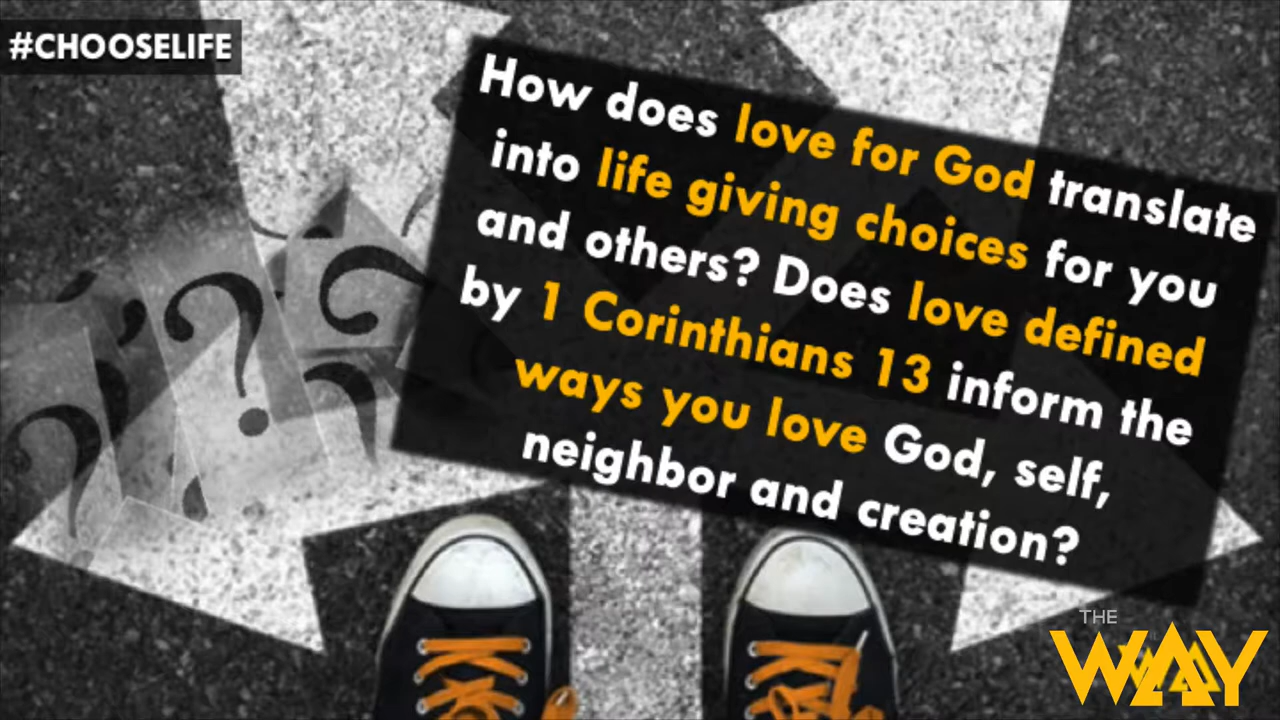 #CHOOSELIFE
How does love for God translate
into life giving choices for you
and others? Does love defined
by 1 Corinthians 13 inform the
ways you love God, self,
neighbor and creation?
? ? ? ?
THE
WAY